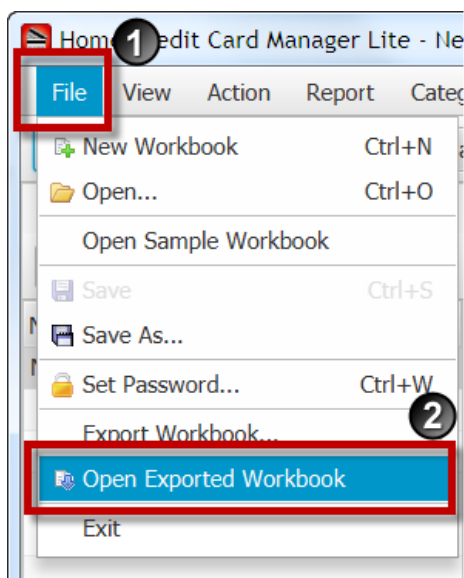 Home edit Card Manager Lite - Ne
1
File View Action Report Categ
New Workbook Ctrl+N
Open... Ctrl+O
Open Sample Workbook
Save Ctrl+S
Save As...
Set Password... Ctrl+W
2
Export Workbook...
Open Exported Workbook
Exit